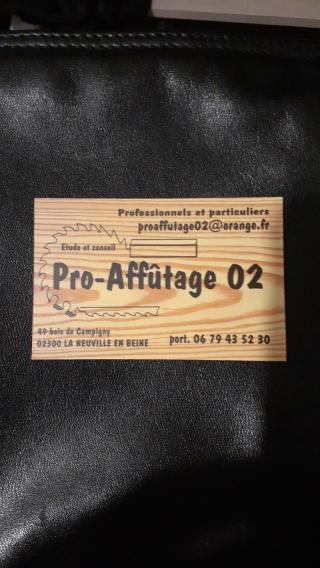 Professionnels et particuliers
proaffutage02@orange.fr
Etude et conseil
Pro-Affûtage 02
49 bois de Campigny
02300 LA NEUVILLE EN BEINE
port. 06 79 43 52 30